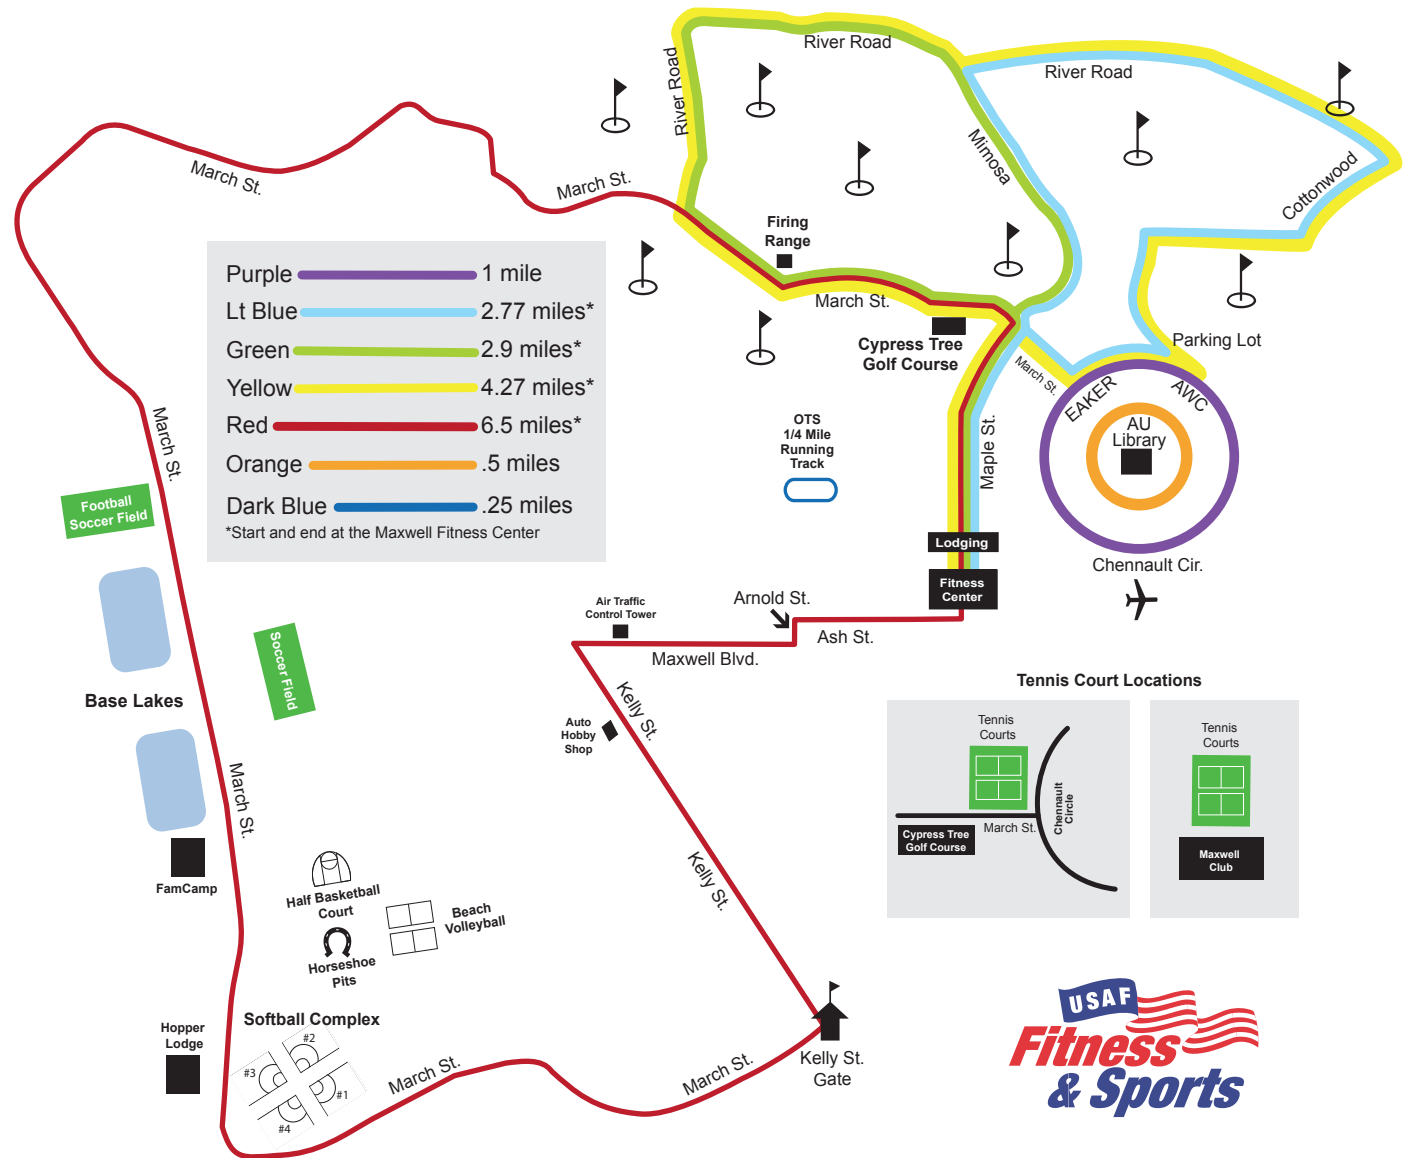 River Road
River Road
River Road
Mimosa
Cottonwood
March St.
March St.
Firing
Range
March St.
Cypress Tree
Golf Course
Parking Lot
March St.
EAKER
AWC
AU
Library
Chennault Cir.
Purple 1 mile
Lt Blue 2.77 miles*
Green 2.9 miles*
Yellow 4.27 miles*
Red 6.5 miles*
Orange .5 miles
Dark Blue .25 miles
*Start and end at the Maxwell Fitness Center
OTS
1/4 Mile
Running
Track
Maple St.
Lodging
Fitness
Center
March St.
Football
Soccer Field
Soccer Field
Base Lakes
Air Traffic
Control Tower
Arnold St.
Ash St.
Maxwell Blvd.
Kelly St.
Auto
Hobby
Shop
March St.
FamCamp
Half Basketball
Court
Beach
Volleyball
Horseshoe
Pits
Kelly St.
Hopper
Lodge
Softball Complex
#2
#3
#1
#4
March St.
March St.
Kelly St.
Gate
Tennis Court Locations
Tennis
Courts
Chennault
Circle
March St.
Cypress Tree
Golf Course
Tennis
Courts
Maxwell
Club
USAF
Fitness
& Sports